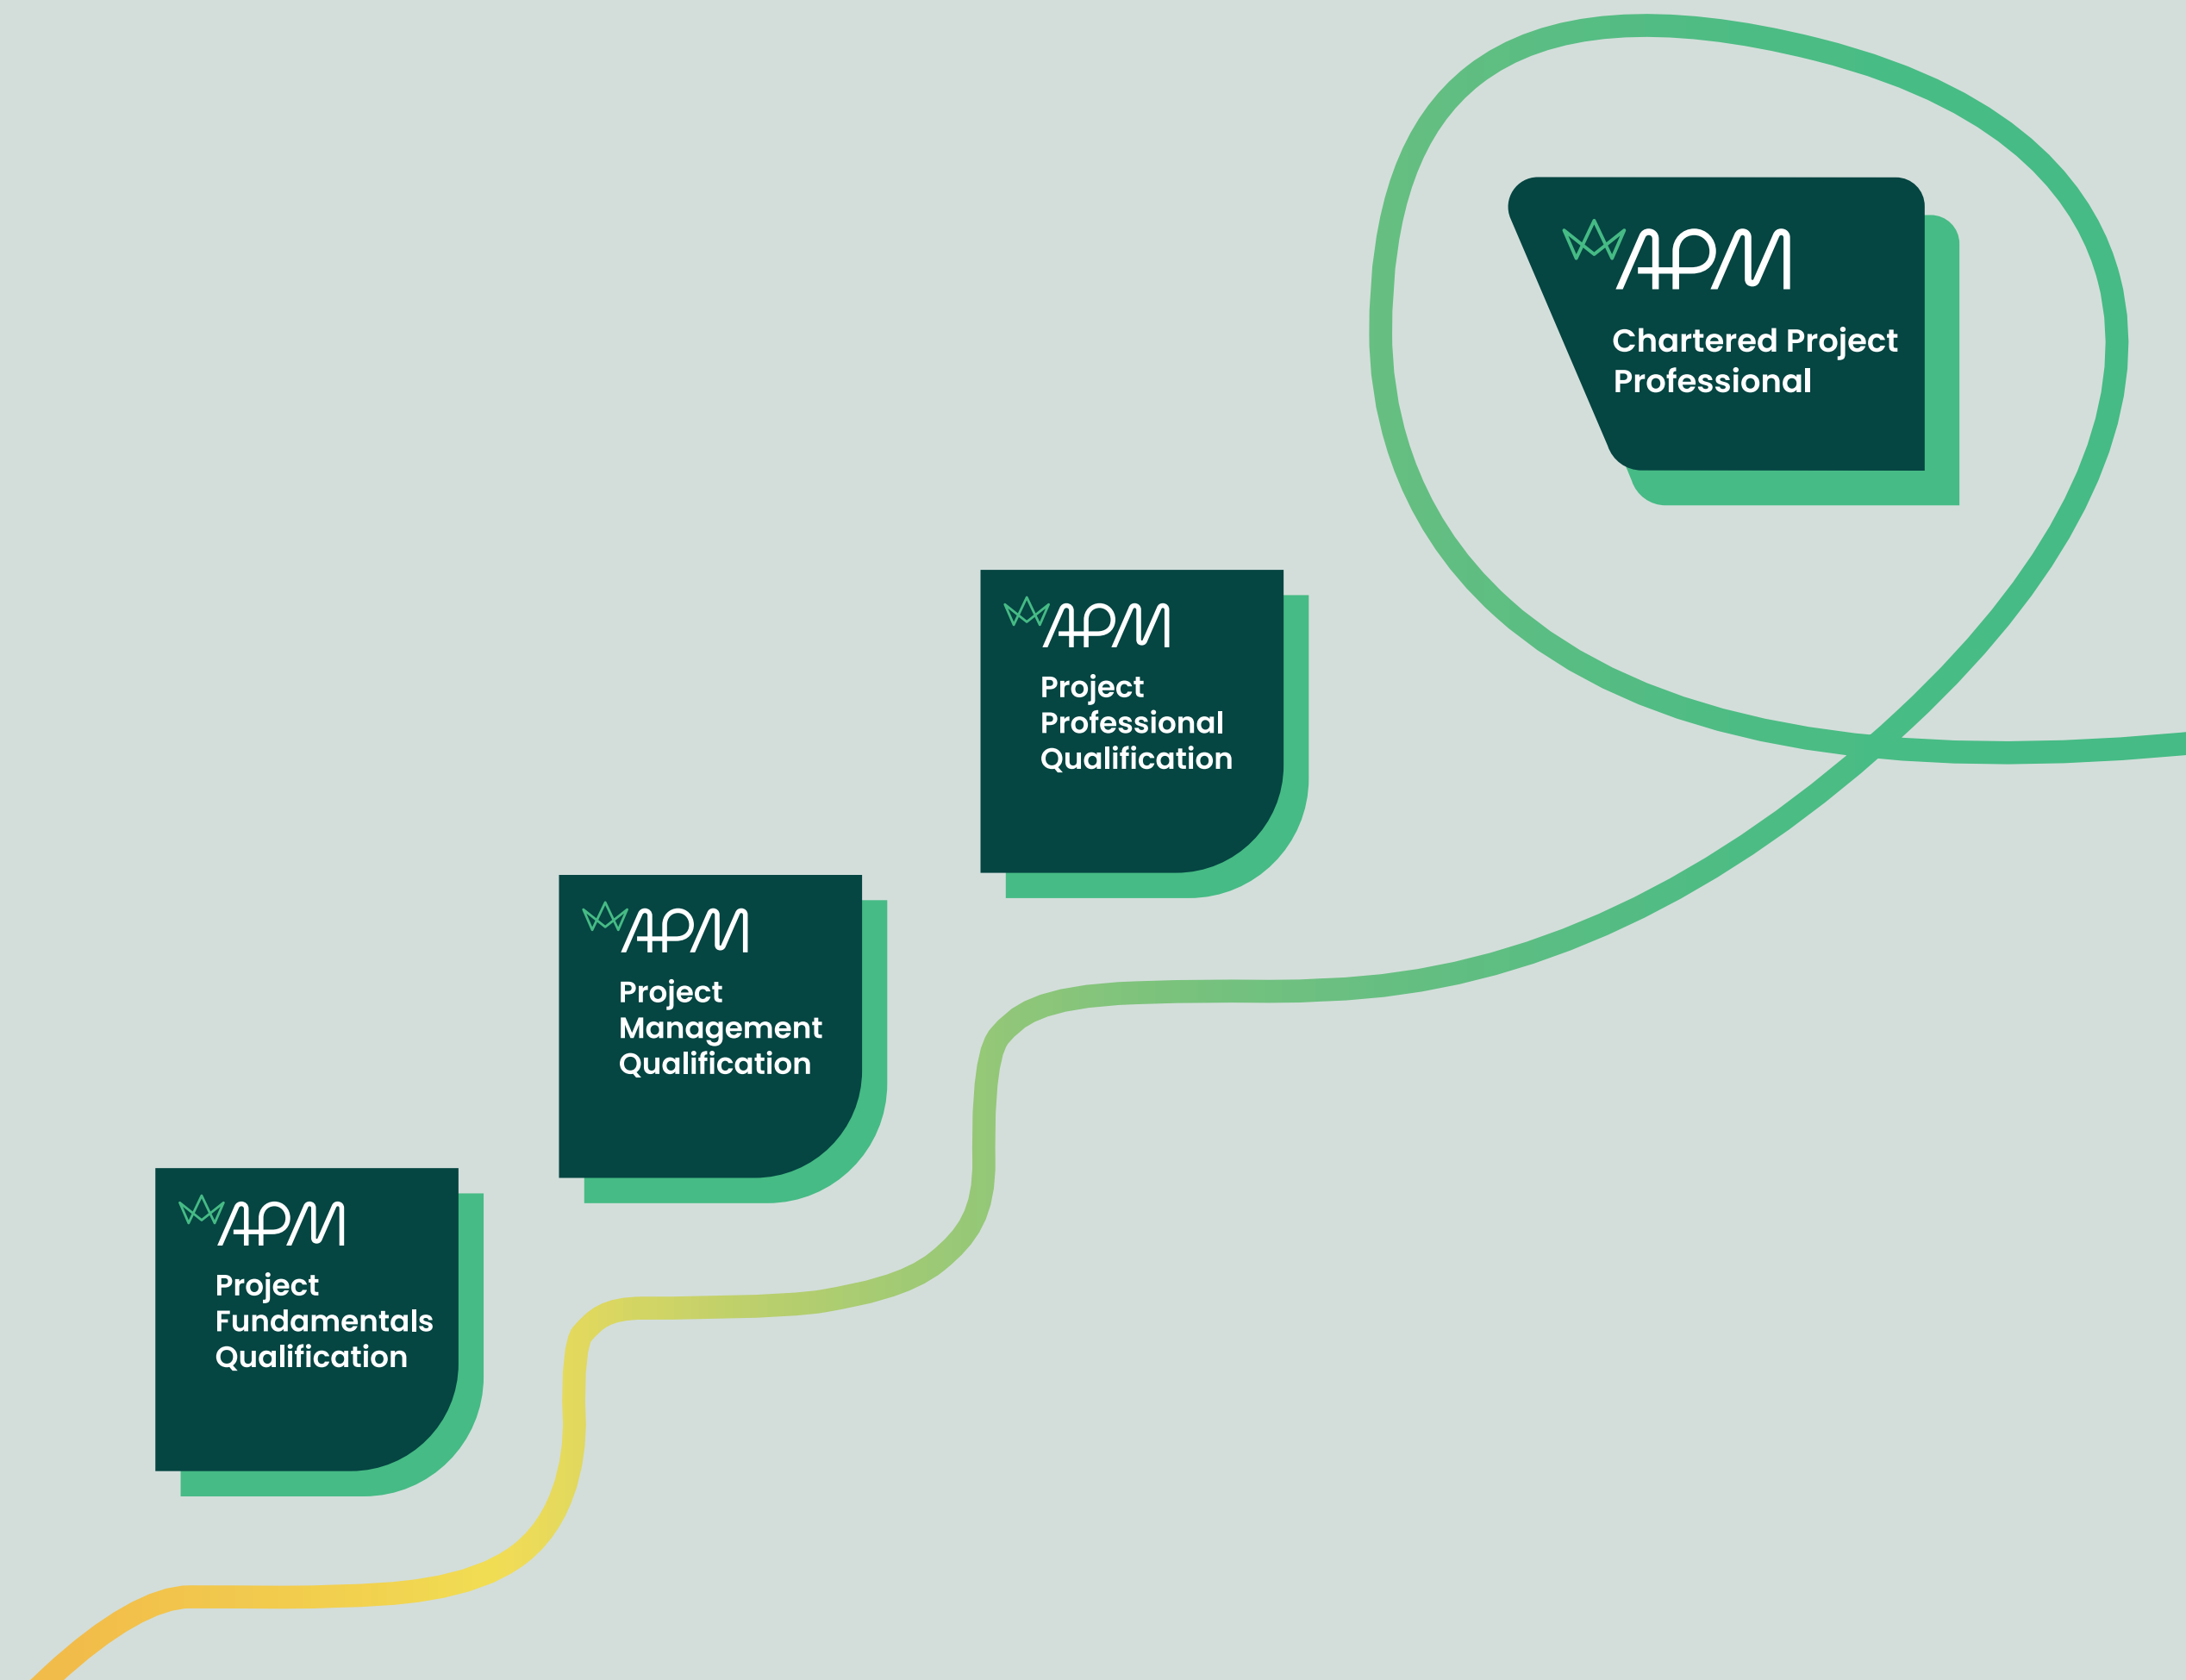 APM
Chartered Project
Professional
APM
Project
Professional
Qualification
APM
Project
Management
Qualification
APM
Project
Fundamentals
Qualification